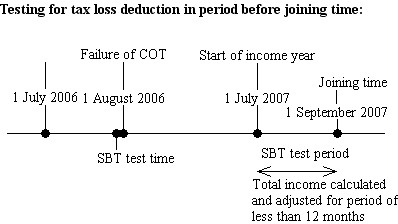 Testing for tax loss deduction in period before joining time:
Failure of COT
Start of income year
Joining time
1 July 2006
1 August 2006
1 July 2007
1 September 2007
SBT test time
SBT test period
Total income calculated
and adjusted for period of
less than 12 months